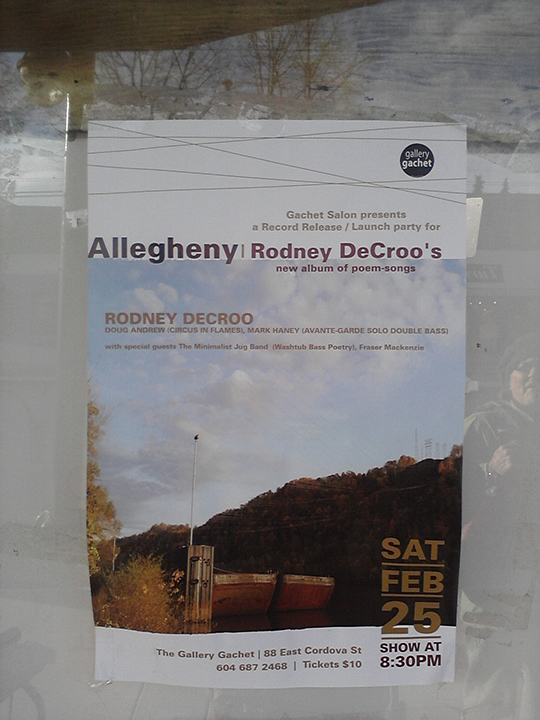 gallery
gachet
Gachet Salon presents
a Record Release / Launch party for
Allegheny | Rodney DeCroo's
new album of poem-songs
RODNEY DECROO
DOUG ANDREW (CIRCUS IN FLAMES), MARK HANEY (AVANTE-GARDE SOLO DOUBLE BASS)
with special guests The Minimalist Jug Band (Washtub Bass Poetry), Fraser Mackenzie
SAT
FEB
25
SHOW AT
8:30PM
The Gallery Gachet | 88 East Cordova St
604 687 2468 | Tickets $10